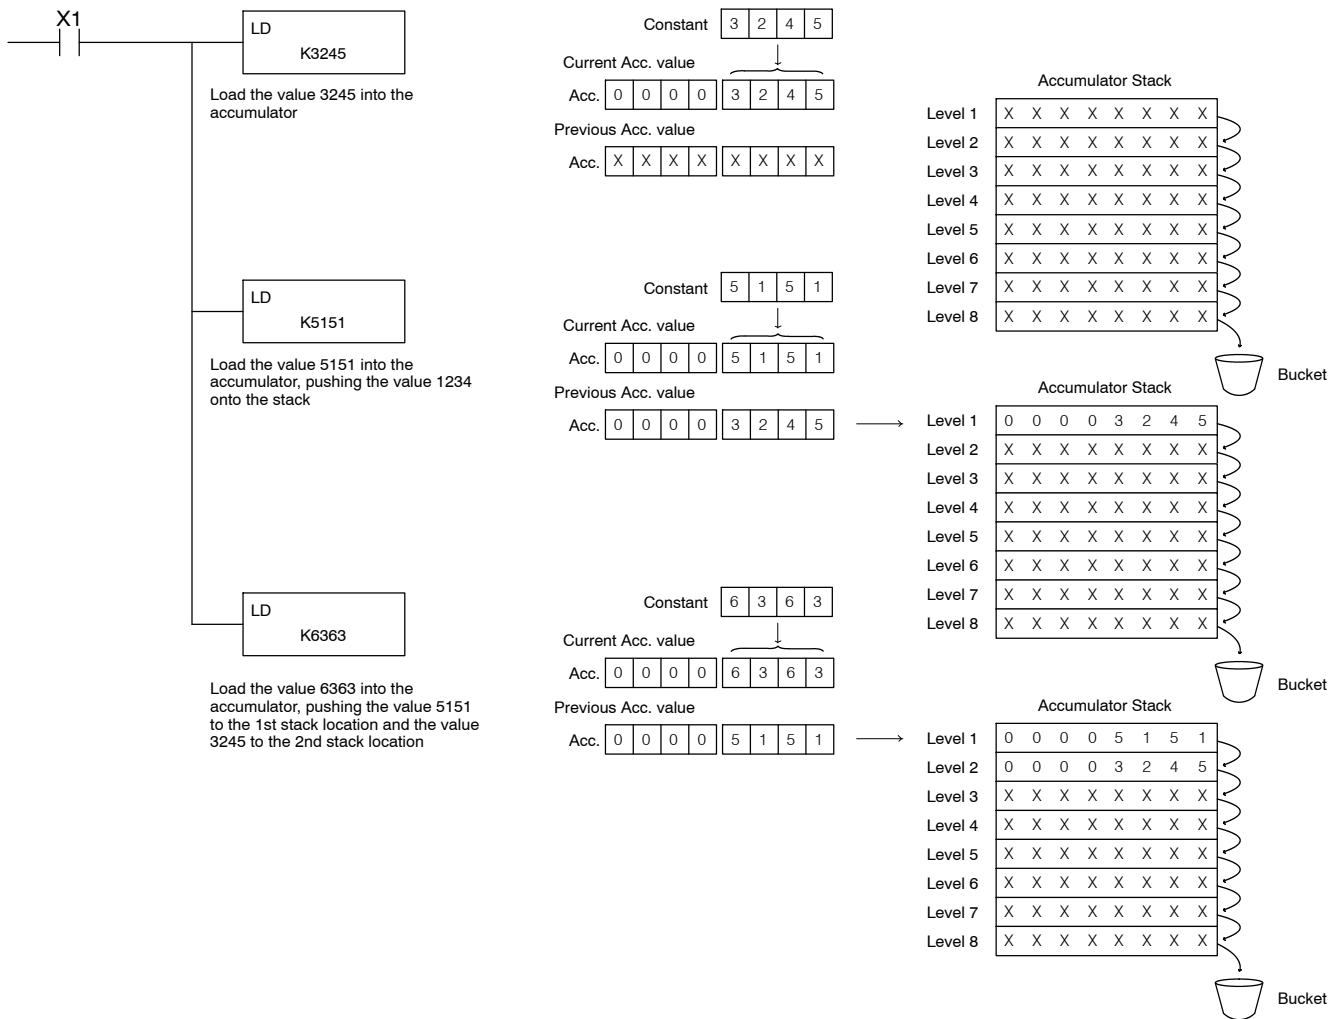 X1
LD
K3245
Load the value 3245 into the
accumulator
Constant 3 2 4 5
Current Acc. value
Acc. 0 0 0 0 3 2 4 5
Previous Acc. value
Acc. X X X X X X X X
Accumulator Stack
Level 1 X X X X X X X X
Level 2 X X X X X X X X
Level 3 X X X X X X X X
Level 4 X X X X X X X X
Level 5 X X X X X X X X
Level 6 X X X X X X X X
Level 7 X X X X X X X X
Level 8 X X X X X X X X
Bucket
LD
K5151
Load the value 5151 into the
accumulator, pushing the value 1234
onto the stack
Constant 5 1 5 1
Current Acc. value
Acc. 0 0 0 0 5 1 5 1
Previous Acc. value
Acc. 0 0 0 0 3 2 4 5
Accumulator Stack
Level 1 0 0 0 0 3 2 4 5
Level 2 X X X X X X X X
Level 3 X X X X X X X X
Level 4 X X X X X X X X
Level 5 X X X X X X X X
Level 6 X X X X X X X X
Level 7 X X X X X X X X
Level 8 X X X X X X X X
Bucket
LD
K6363
Load the value 6363 into the
accumulator, pushing the value 5151
to the 1st stack location and the value
3245 to the 2nd stack location
Constant 6 3 6 3
Current Acc. value
Acc. 0 0 0 0 6 3 6 3
Previous Acc. value
Acc. 0 0 0 0 5 1 5 1
Accumulator Stack
Level 1 0 0 0 0 5 1 5 1
Level 2 0 0 0 0 3 2 4 5
Level 3 X X X X X X X X
Level 4 X X X X X X X X
Level 5 X X X X X X X X
Level 6 X X X X X X X X
Level 7 X X X X X X X X
Level 8 X X X X X X X X
Bucket